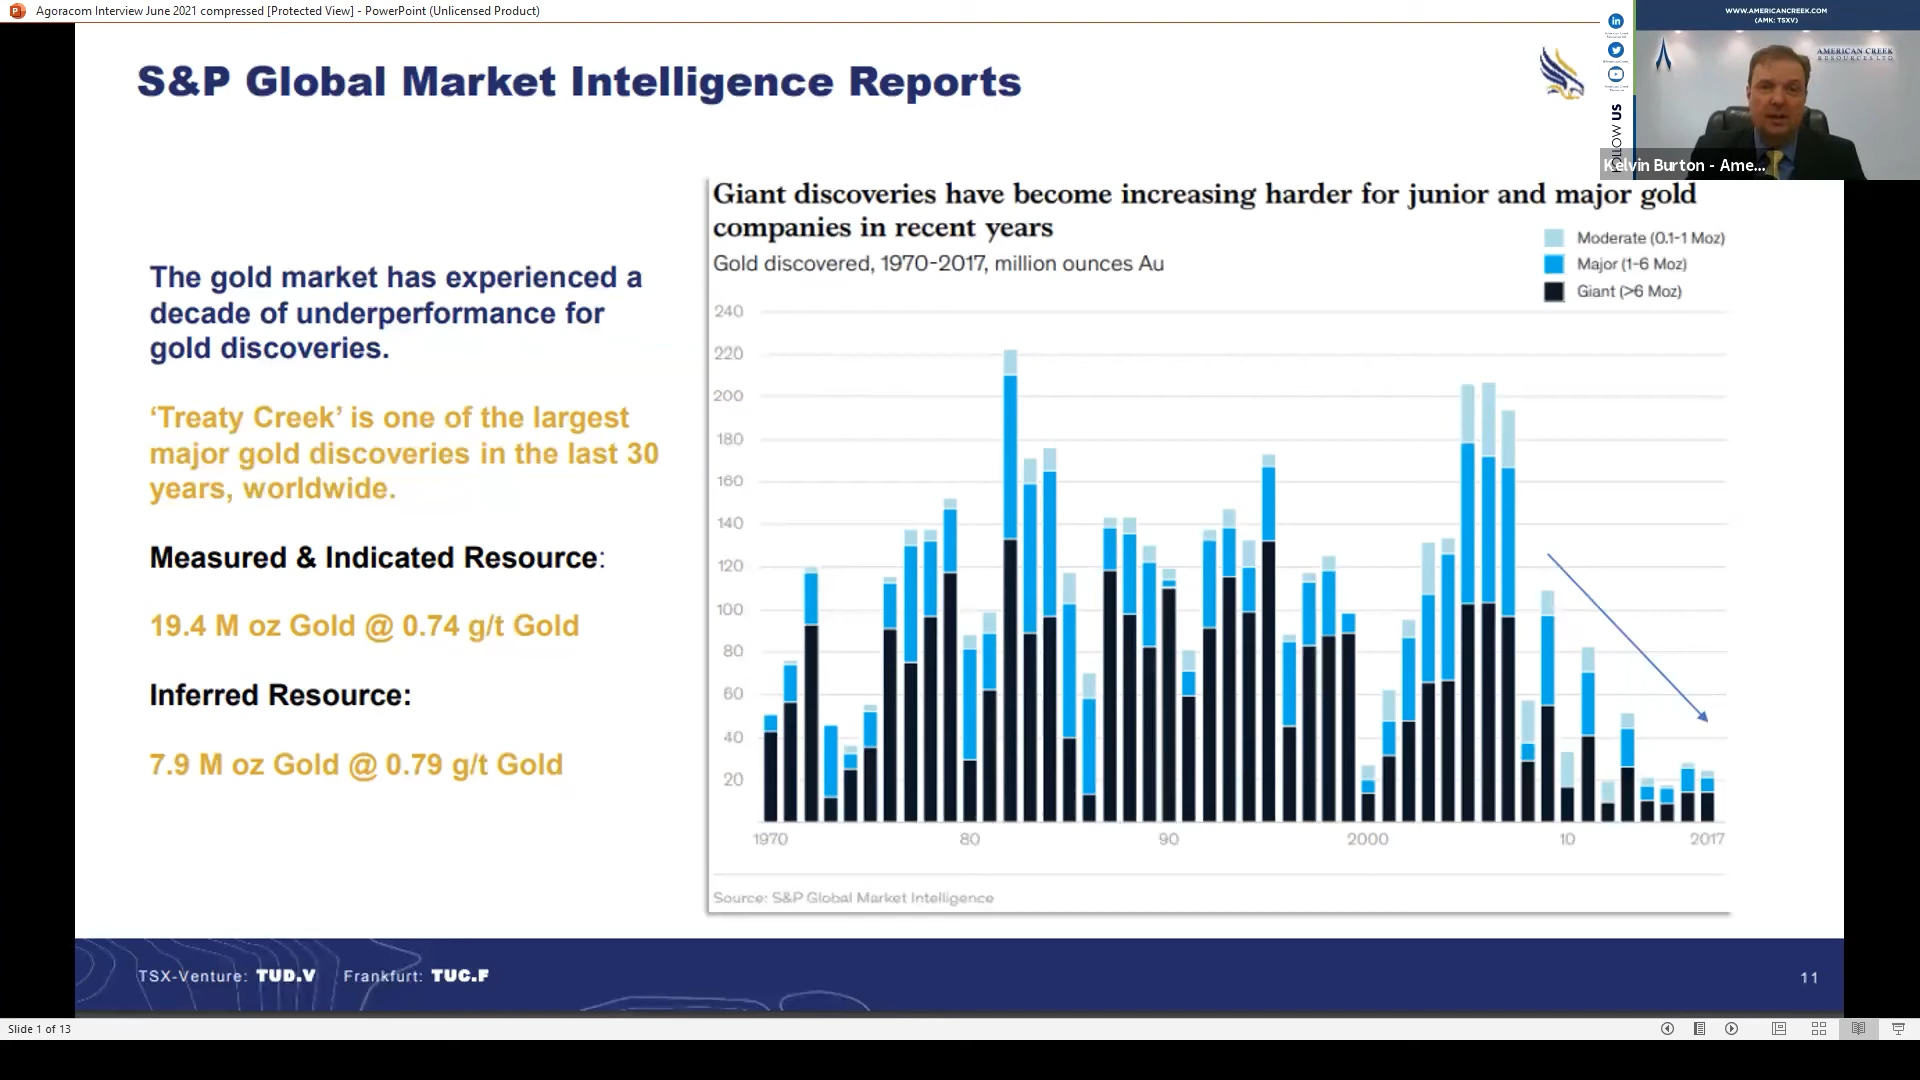 Agoracom Interview June 2021 compressed [Protected View] - PowerPoint (Unlicensed Product)
WWW.AMERICANCREEK.COM
(AMK: TSXV)
AMERICAN CREEK
RESOURCES LTD
FOLLOW US
Kelvin Burton - Ame...
S&P Global Market Intelligence Reports
The gold market has experienced a
decade of underperformance for
gold discoveries.
‘Treaty Creek’ is one of the largest
major gold discoveries in the last 30
years, worldwide.
Measured & Indicated Resource:
19.4 M oz Gold @ 0.74 g/t Gold
Inferred Resource:
7.9 M oz Gold @ 0.79 g/t Gold
Giant discoveries have become increasing harder for junior and major gold
companies in recent years
Gold discovered, 1970-2017, million ounces Au
Moderate (0.1-1 Moz)
Major (1-6 Moz)
Giant (>6 Moz)
240
220
200
180
160
140
120
100
80
60
40
20
1970 80 90 2000 10 2017
Source: S&P Global Market Intelligence
TSX-Venture: TUD.V Frankfurt: TUC.F
11
Slide 1 of 13